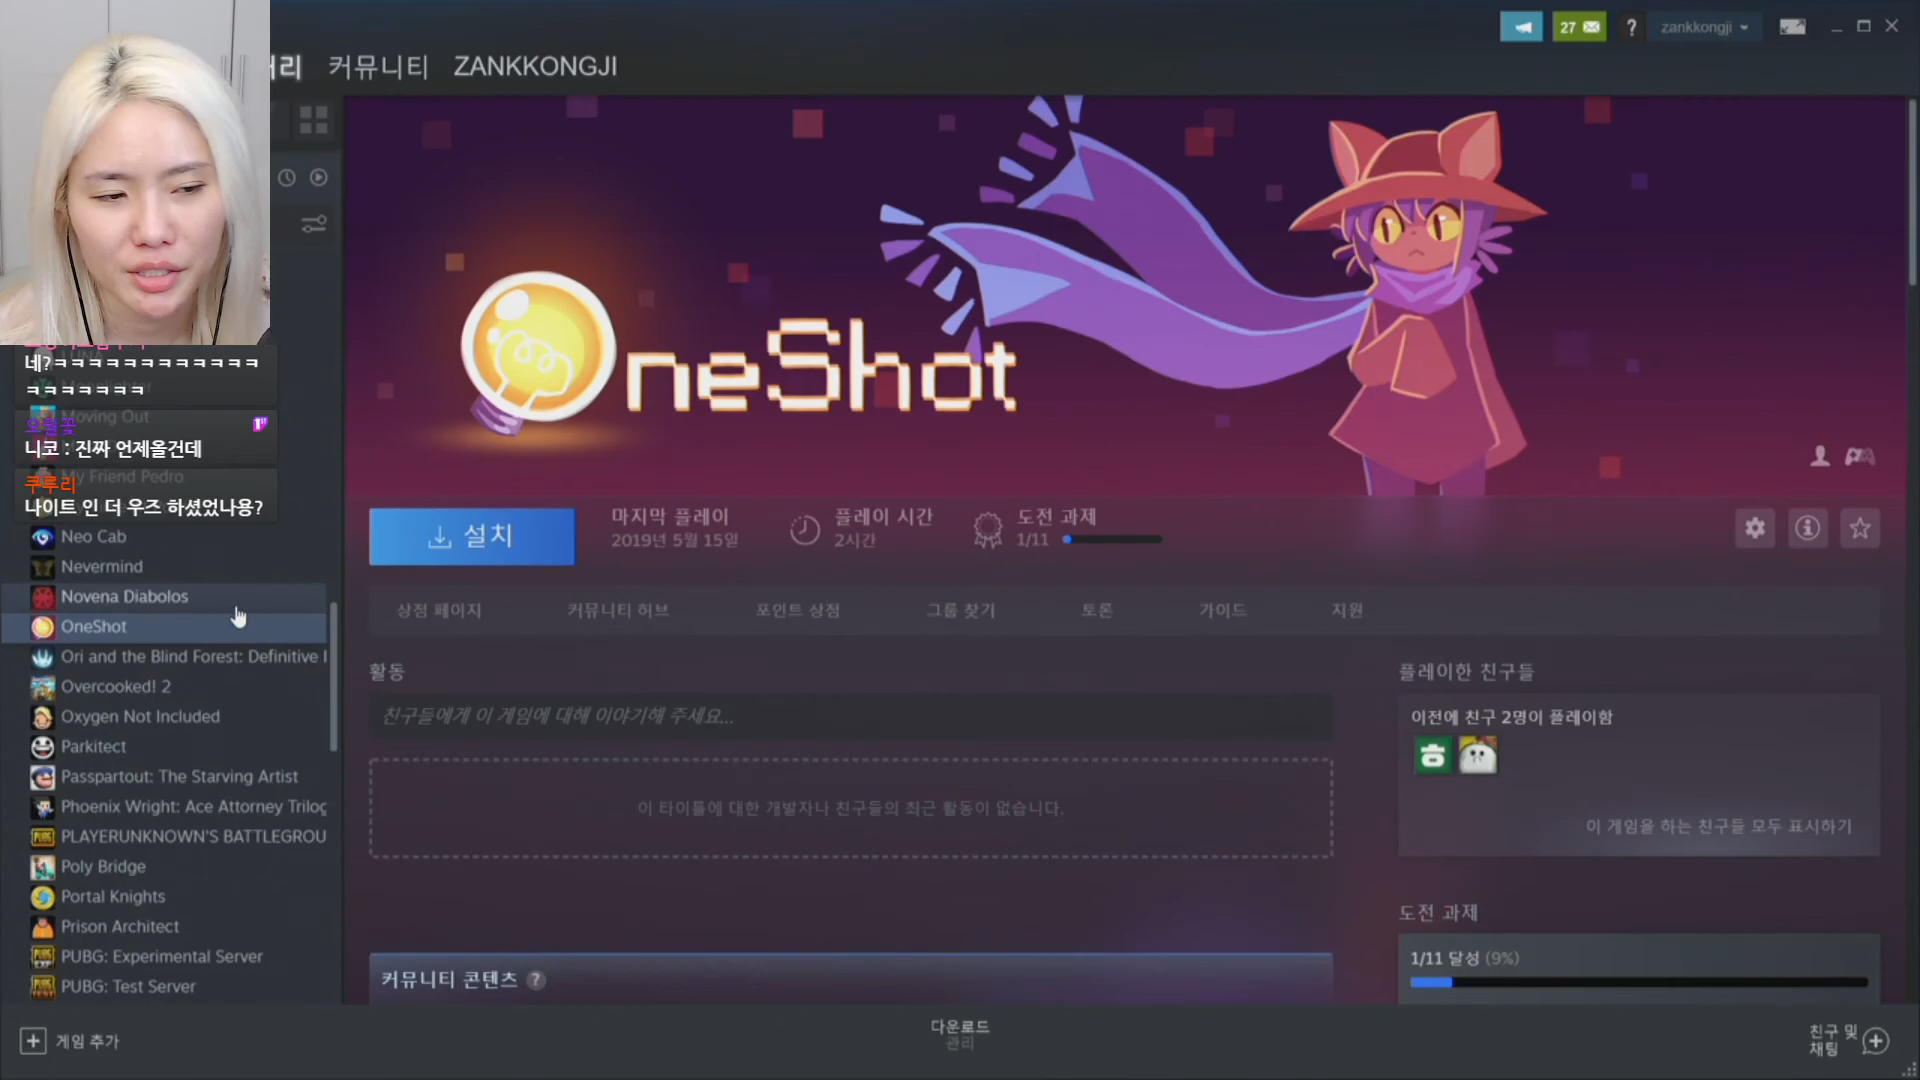 27
?
zankkongji
리
커뮤니티
ZANKKONGJI
OneShot
네?ㅋㅋㅋㅋㅋㅋㅋㅋㅋㅋㅋ
ㅋㅋㅋㅋㅋㅋㅋ
Moving Out
오월꽃
니코 : 진짜 언제올건데
My Friend Pedro
쿠루리
나이트 인 더 우즈 하셨었나용?
Neo Cab
Nevermind
Novena Diabolos
OneShot
Ori and the Blind Forest: Definitive
Overcooked! 2
Oxygen Not Included
Parkitect
Passpartout: The Starving Artist
Phoenix Wright: Ace Attorney Trilog
PLAYERUNKNOWN'S BATTLEGROU
Poly Bridge
Portal Knights
Prison Architect
PUBG: Experimental Server
PUBG: Test Server
설치
마지막 플레이
2019년 5월 15일
플레이 시간
2시간
도전 과제
1/11
상점 페이지
커뮤니티 허브
포인트 상점
그룹 찾기
토론
가이드
지원
활동
친구들에게 이 게임에 대해 이야기해 주세요...
이 타이틀에 대한 개발자나 친구들의 최근 활동이 없습니다.
커뮤니티 콘텐츠 ?
플레이한 친구들
이전에 친구 2명이 플레이함
ㅎ
이 게임을 하는 친구들 모두 표시하기
도전 과제
1/11 달성 (9%)
게임 추가
다운로드
관리
친구 및
채팅